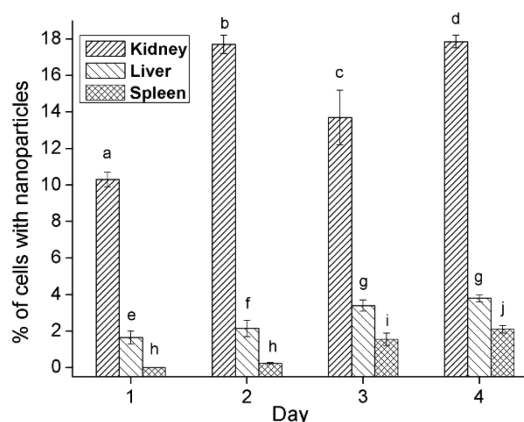 % of cells with nanoparticles
18
16
14
12
10
8
6
4
2
0
Kidney
Liver
Spleen
a
e
h
b
f
h
c
g
i
d
g
j
1 2 3 4
Day